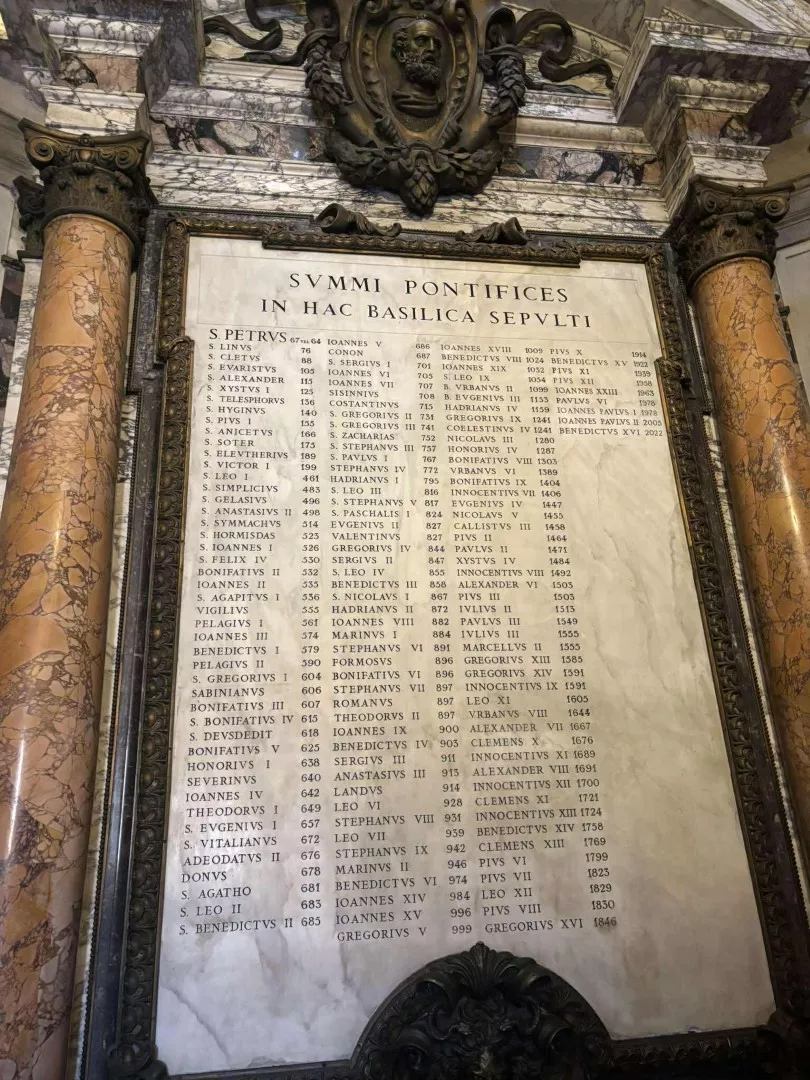 SVMMI PONTIFICES
IN HAC BASILICA SEPVLTI
S. PETRVS 67 VEL 64
S. LINVS 76
S. CLETVS 88
S. EVARISTVS 105
S. ALEXANDER 115
S. XYSTVS I 125
S. TELESPHORVS 136
S. HYGINVS 140
S. PIVS I 155
S. ANICETVS 166
S. SOTER 175
S. ELEVTHERIVS 189
S. VICTOR I 199
S. LEO I 461
S. SIMPLICIVS 483
S. GELASIVS 496
S. ANASTASIVS II 498
S. SYMMACHVS 514
S. HORMISDAS 523
S. IOANNES I 526
S. FELIX IV 530
BONIFATIVS II 532
IOANNES II 535
S. AGAPITVS I 536
VIGILIVS 555
PELAGIVS I 561
IOANNES III 574
BENEDICTVS I 579
PELAGIVS II 590
S. GREGORIVS I 604
SABINIANVS 606
BONIFATIVS III 607
S. BONIFATIVS IV 615
S. DEVSDEDIT 618
BONIFATIVS V 625
HONORIVS I 638
SEVERINVS 640
IOANNES IV 642
THEODORVS I 649
S. EVGENIVS I 657
S. VITALIANVS 672
ADEODATVS II 676
DONVS 678
S. AGATHO 681
S. LEO II 683
S. BENEDICTVS II 685
IOANNES V 686
CONON 687
S. SERGIVS I 701
IOANNES VI 705
IOANNES VII 707
SISINNIVS 708
COSTANTINVS 715
S. GREGORIVS II 731
S. GREGORIVS III 741
S. ZACHARIAS 752
S. STEPHANVS III 757
S. PAVLVS I 767
STEPHANVS IV 772
HADRIANVS I 795
S. LEO III 816
S. STEPHANVS V 817
S. PASCHALIS I 824
EVGENIVS II 827
VALENTINVS 827
GREGORIVS IV 844
SERGIVS II 847
S. LEO IV 855
BENEDICTVS III 858
S. NICOLAVS I 867
HADRIANVS II 872
IOANNES VIII 882
MARINVS I 884
STEPHANVS VI 891
FORMOSVS 896
BONIFATIVS VI 896
STEPHANVS VII 897
ROMANVS 897
THEODORVS II 897
IOANNES IX 900
BENEDICTVS IV 903
SERGIVS III 911
ANASTASIVS III 913
LANDVS 914
LEO VI 928
STEPHANVS VIII 931
LEO VII 939
STEPHANVS IX 942
MARINVS II 946
BENEDICTVS VI 974
IOANNES XIV 984
IOANNES XV 996
GREGORIVS V 999
IOANNES XVIII 1009
BENEDICTVS VIII 1024
IOANNES XIX 1032
S. LEO IX 1054
B. VRBANVS II 1099
B. EVGENIVS III 1153
HADRIANVS IV 1159
GREGORIVS IX 1241
COELESTINVS IV 1241
NICOLAVS III 1280
HONORIVS IV 1287
BONIFATIVS VIII 1303
VRBANVS VI 1389
BONIFATIVS IX 1404
INNOCENTIVS VII 1406
EVGENIVS IV 1447
NICOLAVS V 1455
CALLISTVS III 1458
PIVS II 1464
PAVLVS II 1471
XYSTVS IV 1484
INNOCENTIVS VIII 1492
ALEXANDER VI 1503
PIVS III 1503
IVLIVS II 1513
PAVLVS III 1549
IVLIVS III 1555
MARCELLVS II 1555
GREGORIVS XIII 1585
GREGORIVS XIV 1591
INNOCENTIVS IX 1591
LEO XI 1605
VRBANVS VIII 1644
ALEXANDER VII 1667
CLEMENS X 1676
INNOCENTIVS XI 1689
ALEXANDER VIII 1691
INNOCENTIVS XII 1700
CLEMENS XI 1721
INNOCENTIVS XIII 1724
BENEDICTVS XIV 1758
CLEMENS XIII 1769
PIVS VI 1799
PIVS VII 1823
LEO XII 1829
PIVS VIII 1830
GREGORIVS XVI 1846
PIVS X 1914
BENEDICTVS XV 1922
PIVS XI 1939
PIVS XII 1958
IOANNES XXIII 1963
PAVLVS VI 1978
IOANNES PAVLVS I 1978
IOANNES PAVLVS II 2005
BENEDICTVS XVI 2022